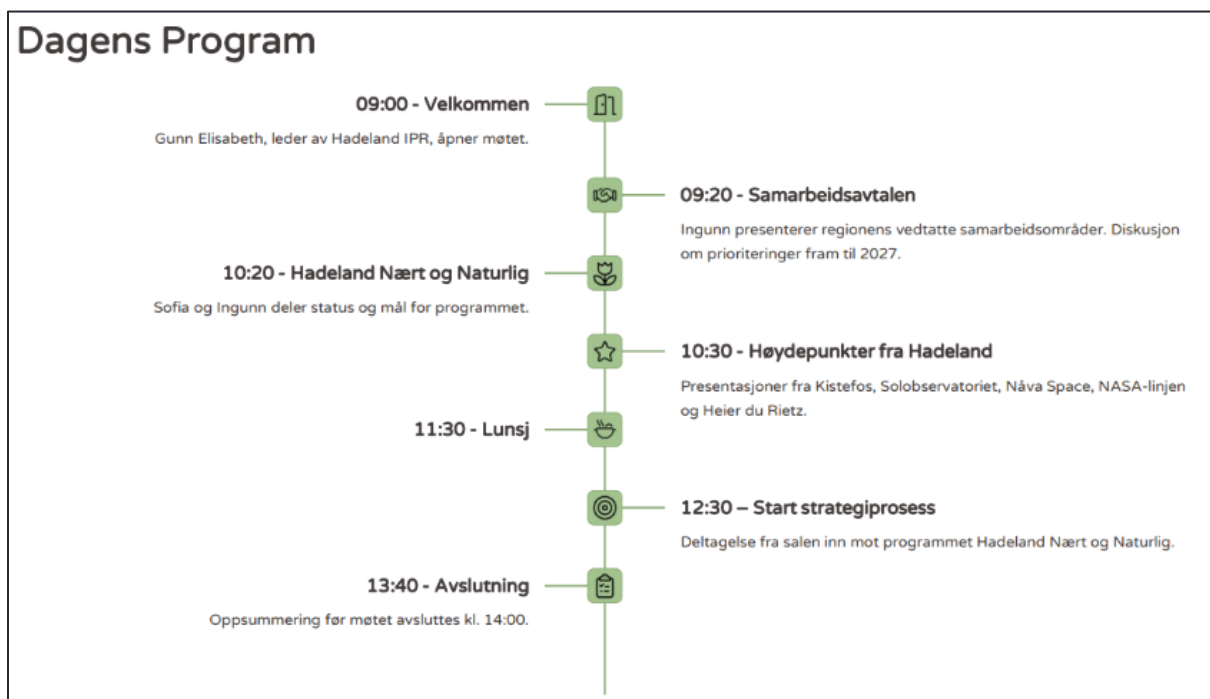 Dagens Program
09:00 - Velkommen
Gunn Elisabeth, leder av Hadeland IPR, åpner møtet.
09:20 - Samarbeidsavtalen
Ingunn presenterer regionens vedtatte samarbeidsområder. Diskusjon
om prioriteringer fram til 2027.
10:20 - Hadeland Nært og Naturlig
Sofia og Ingunn deler status og mål for programmet.
10:30 - Høydepunkter fra Hadeland
Presentasjoner fra Kistefos, Solobservatoriet, Nåva Space, NASA-linjen
og Heier du Rietz.
11:30 - Lunsj
12:30 – Start strategiprosess
Deltagelse fra salen inn mot programmet Hadeland Nært og Naturlig.
13:40 - Avslutning
Oppsummering før møtet avsluttes kl. 14:00.